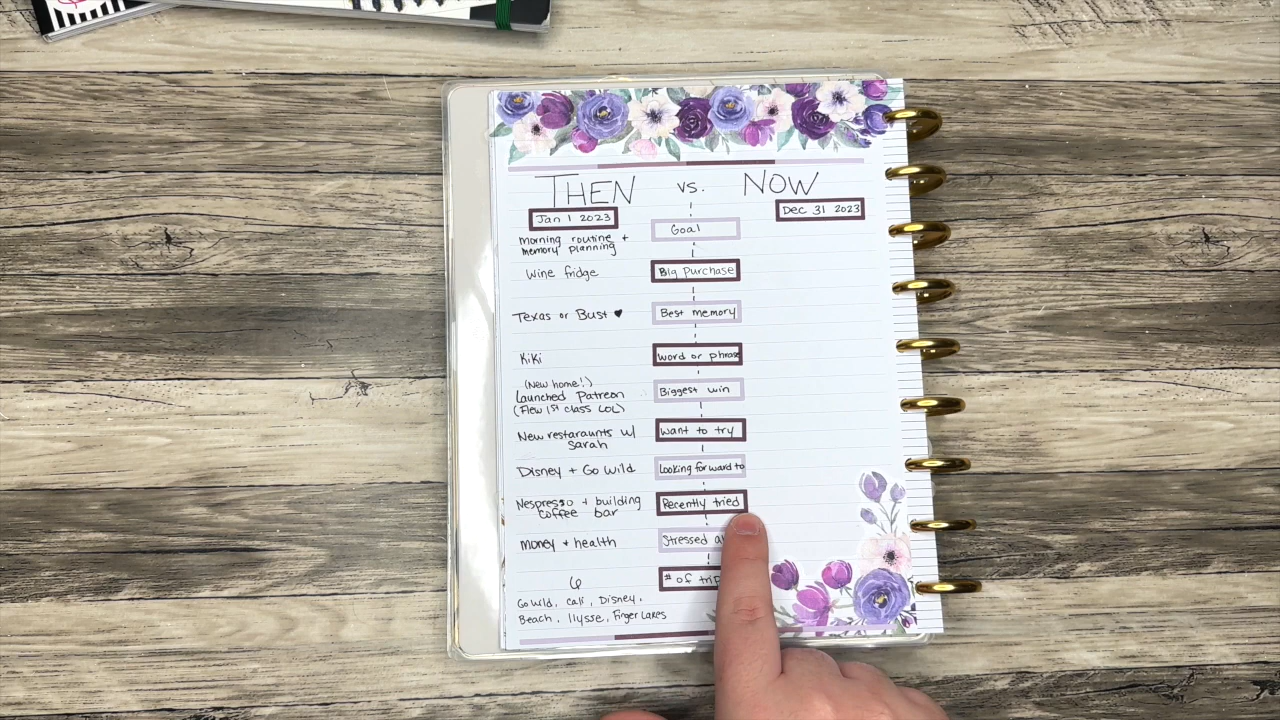 THEN vs. NOW
Jan 1 2023
Dec 31 2023
morning routine +
memory planning
Goal
Wine fridge
Big Purchase
Texas or Bust ♥
Best memory
KiKi
word or phrase
(New home!)
Launched Patreon
(Flew 1st class LOL)
Biggest win
New restaraunts w/
sarah
want to try
Disney + Go Wild
Looking forward to
Nespresso + building
coffee bar
Recently tried
money + health
Stressed
6
# of trip
Go wild, cali, Disney,
Beach, Ilysse, Finger Lakes